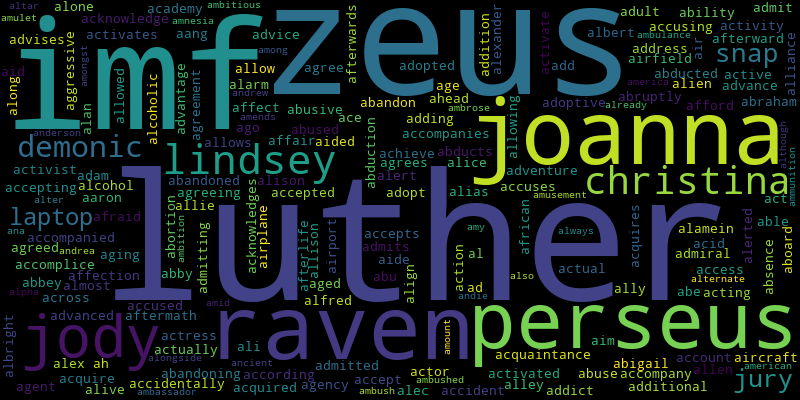 altar alone academy ambitious aang advice afterwards alexander adult ability admit
amulet acknowledge amnesia activates allow agree adopted addition activate albert accusing activity afterward
advises imf zeus among add address airfield air ambulance snap alliance
aid along aggressive alan allowed alcoholic advantage agreement alarm age alien advance
affect abusive abandon ahead ambrose america abducted active abraham
anderson andrew amends ago abused ace adding already abruptly afford
demonic allows affair aided accompanies allowing adoptive although ammunition
lindsey abduction achieve joanna
activist adam abandoned alison agrees alice abducts adventure christina
accepting alcohol agreeing accepted alert adopt alias accuses amusement act
alter aaron allie acknowledges airplane african acquires
laptop afraid abortion ambition admitting luther able
ana accompanied afterlife allison airport accepts amy always alamein alerted aboard
agreed andrea aging admits al also actual acid admiral absence
accomplice affection abby aide action access
abbey almost aged abu align ad andie ally alternate
across accused amid alfred abe acting
alpha advanced aftermath raven perseus
albright jody actress amount aim
actually ali acquaintance
alex ah alongside ancient admitted abigail account aircraft
agent acquire abandoning according actor activated abuse accompany allen american
alive accidentally acquired agency accept ambushed alley addict additional jury
ambassador ambush alec accident